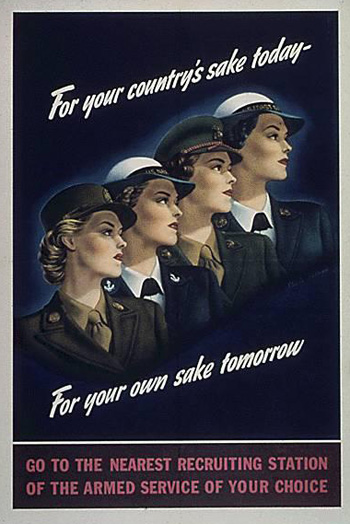 For your country's sake today-
For your own sake tomorrow
GO TO THE NEAREST RECRUITING STATION
OF THE ARMED SERVICE OF YOUR CHOICE